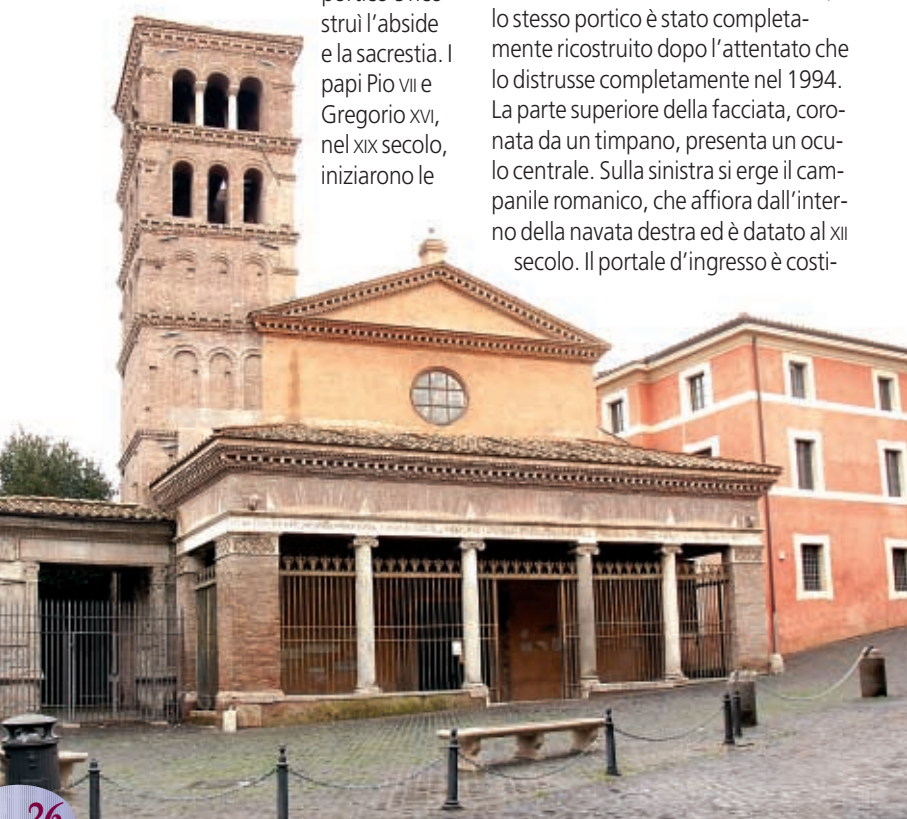 struì l'abside
e la sacrestia. I
papi Pio VII e
Gregorio XVI,
nel XIX secolo,
iniziarono le
lo stesso portico è stato completa-
mente ricostruito dopo l'attentato che
lo distrusse completamente nel 1994.
La parte superiore della facciata, coro-
nata da un timpano, presenta un ocu-
lo centrale. Sulla sinistra si erge il cam-
panile romanico, che affiora dall'inter-
no della navata destra ed è datato al XII
secolo. Il portale d'ingresso è costi-
26